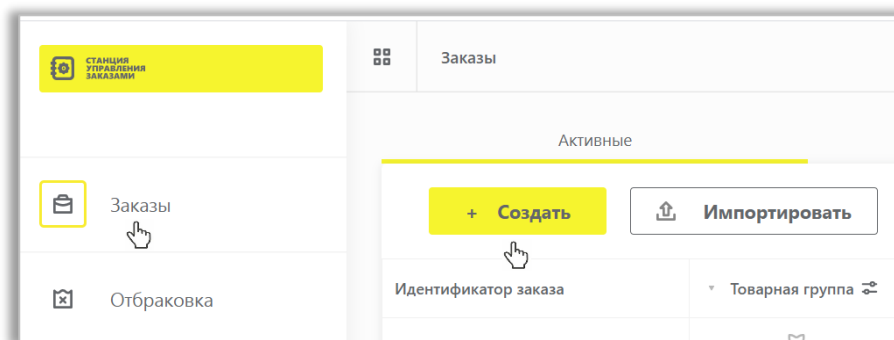 СТАНЦИЯ
УПРАВЛЕНИЯ
ЗАКАЗАМИ
Заказы
Активные
Заказы
+ Создать
Импортировать
Идентификатор заказа
Товарная группа
Отбраковка